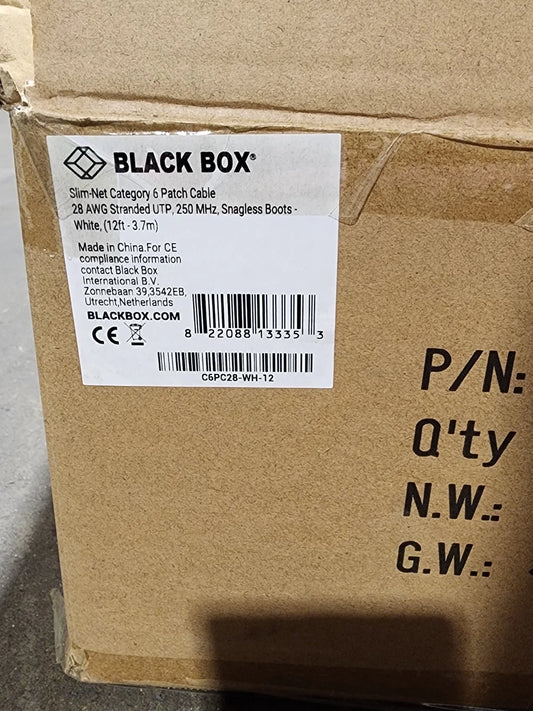 BLACK BOX®
Slim-Net Category 6 Patch Cable
28 AWG Stranded UTP, 250 MHz, Snagless Boots -
White, (12ft - 3.7m)
Made in China.For CE
compliance information
contact Black Box
International B.V.
Zonnebaan 39,3542EB,
Utrecht,Netherlands
BLACKBOX.COM
CE
8 22088 13335 3
C6PC28-WH-12
P/N:
Q'ty
N.W.:
G.W.: